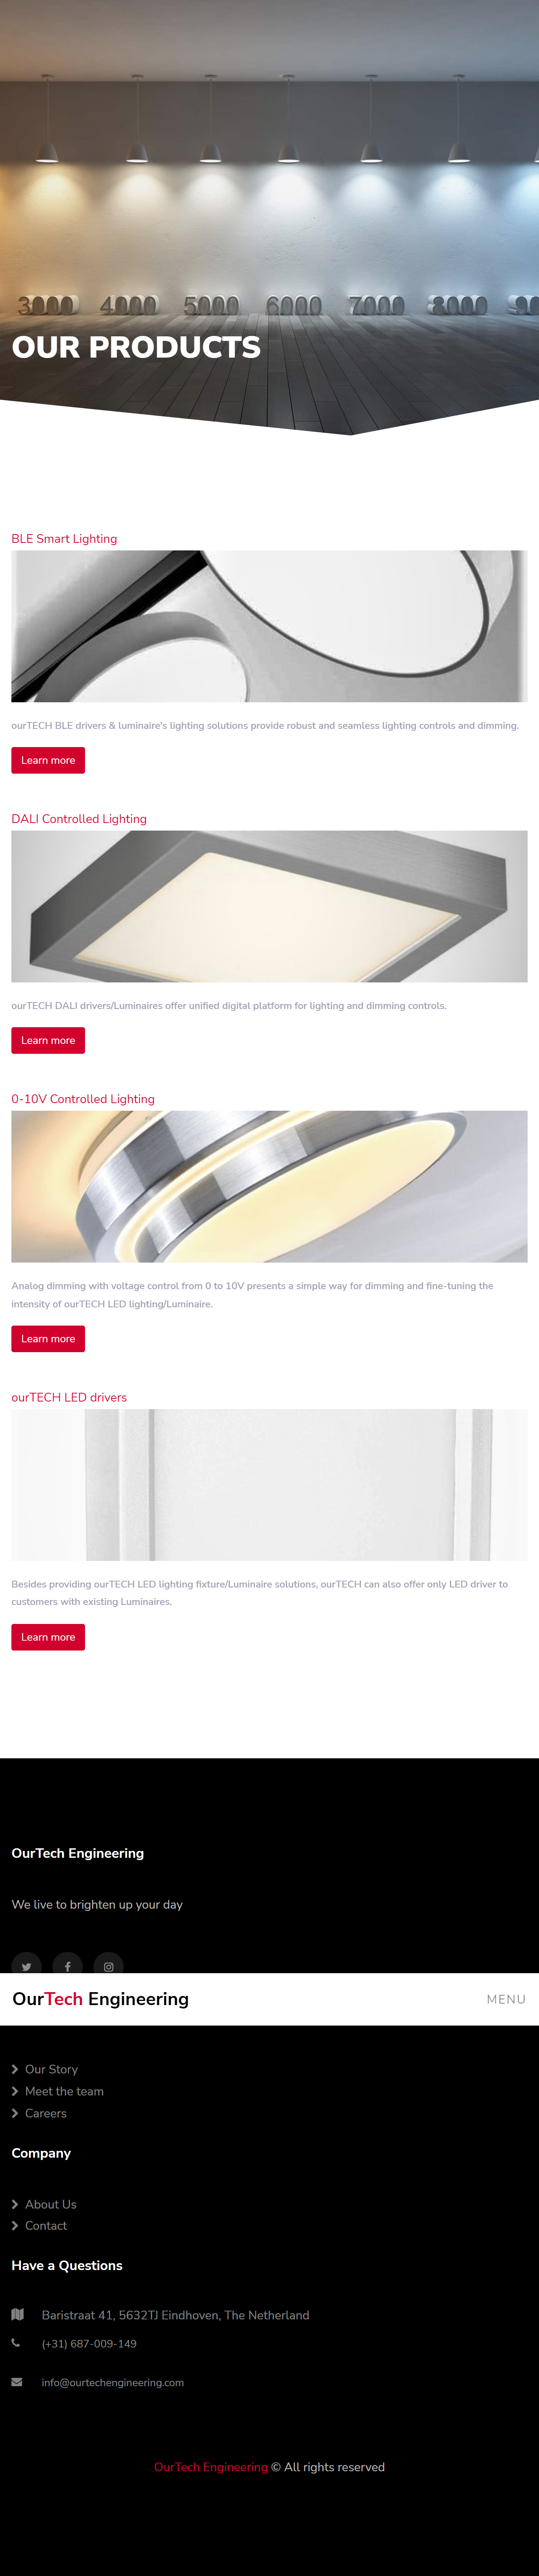 3000 4000 5000 6000 7000 8000 90
OUR PRODUCTS
BLE Smart Lighting
ourTECH BLE drivers & luminaire's lighting solutions provide robust and seamless lighting controls and dimming.
Learn more
DALI Controlled Lighting
ourTECH DALI drivers/Luminaires offer unified digital platform for lighting and dimming controls.
Learn more
0-10V Controlled Lighting
Analog dimming with voltage control from 0 to 10V presents a simple way for dimming and fine-tuning the
intensity of ourTECH LED lighting/Luminaire.
Learn more
ourTECH LED drivers
Besides providing ourTECH LED lighting fixture/Luminaire solutions, ourTECH can also offer only LED driver to
customers with existing Luminaires.
Learn more
OurTech Engineering
We live to brighten up your day
OurTech Engineering MENU
Our Story
Meet the team
Careers
Company
About Us
Contact
Have a Questions
Baristraat 41, 5632TJ Eindhoven, The Netherland
(+31) 687-009-149
info@ourtechengineering.com
OurTech Engineering © All rights reserved